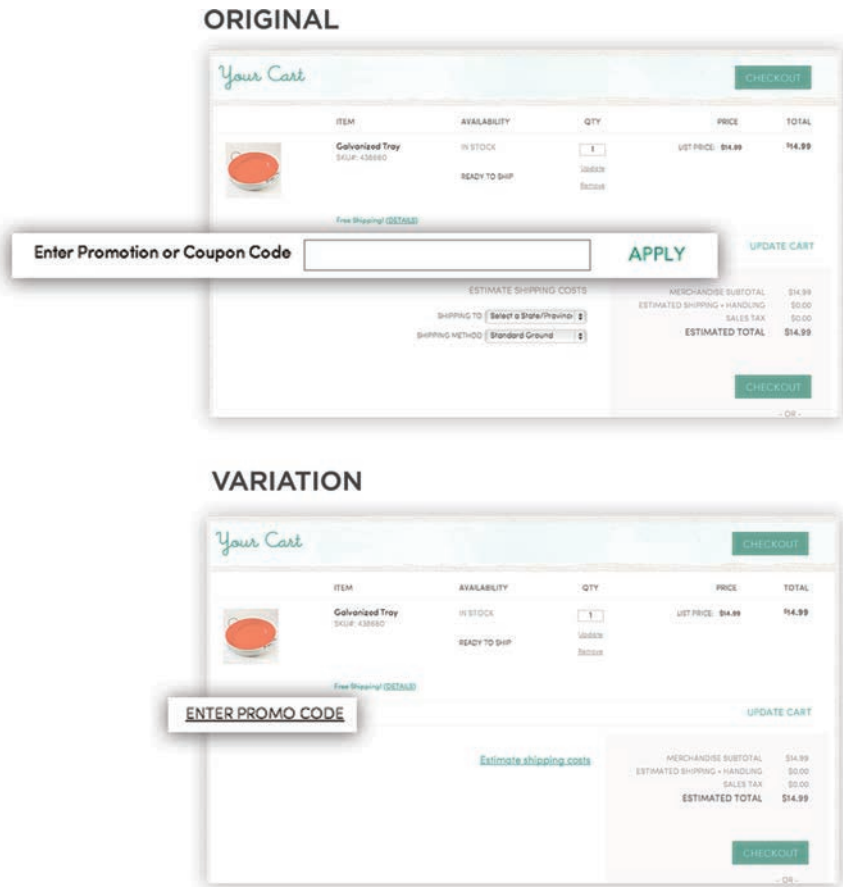 ORIGINAL
Your Cart
CHECKOUT
ITEM AVAILABILITY QTY PRICE TOTAL
Galvanized Tray IN STOCK 1 LIST PRICE: $14.99 $14.99
SKU#: 438660
READY TO SHIP
Update
Remove
Free Shipping! (DETAILS)
Enter Promotion or Coupon Code APPLY UPDATE CART
ESTIMATE SHIPPING COSTS
SHIPPING TO Select a State/Provinc
SHIPPING METHOD Standard Ground
MERCHANDISE SUBTOTAL $14.99
ESTIMATED SHIPPING + HANDLING $0.00
SALES TAX $0.00
ESTIMATED TOTAL $14.99
CHECKOUT
- OR -
VARIATION
Your Cart
CHECKOUT
ITEM AVAILABILITY QTY PRICE TOTAL
Galvanized Tray IN STOCK 1 LIST PRICE: $14.99 $14.99
SKU#: 438660
READY TO SHIP
Update
Remove
Free Shipping! (DETAILS)
ENTER PROMO CODE UPDATE CART
Estimate shipping costs
MERCHANDISE SUBTOTAL $14.99
ESTIMATED SHIPPING + HANDLING $0.00
SALES TAX $0.00
ESTIMATED TOTAL $14.99
CHECKOUT
- OR -